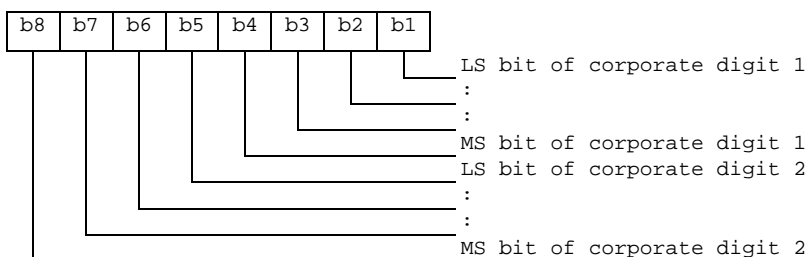 b8 b7 b6 b5 b4 b3 b2 b1
LS bit of corporate digit 1
:
:
MS bit of corporate digit 1
LS bit of corporate digit 2
:
:
MS bit of corporate digit 2